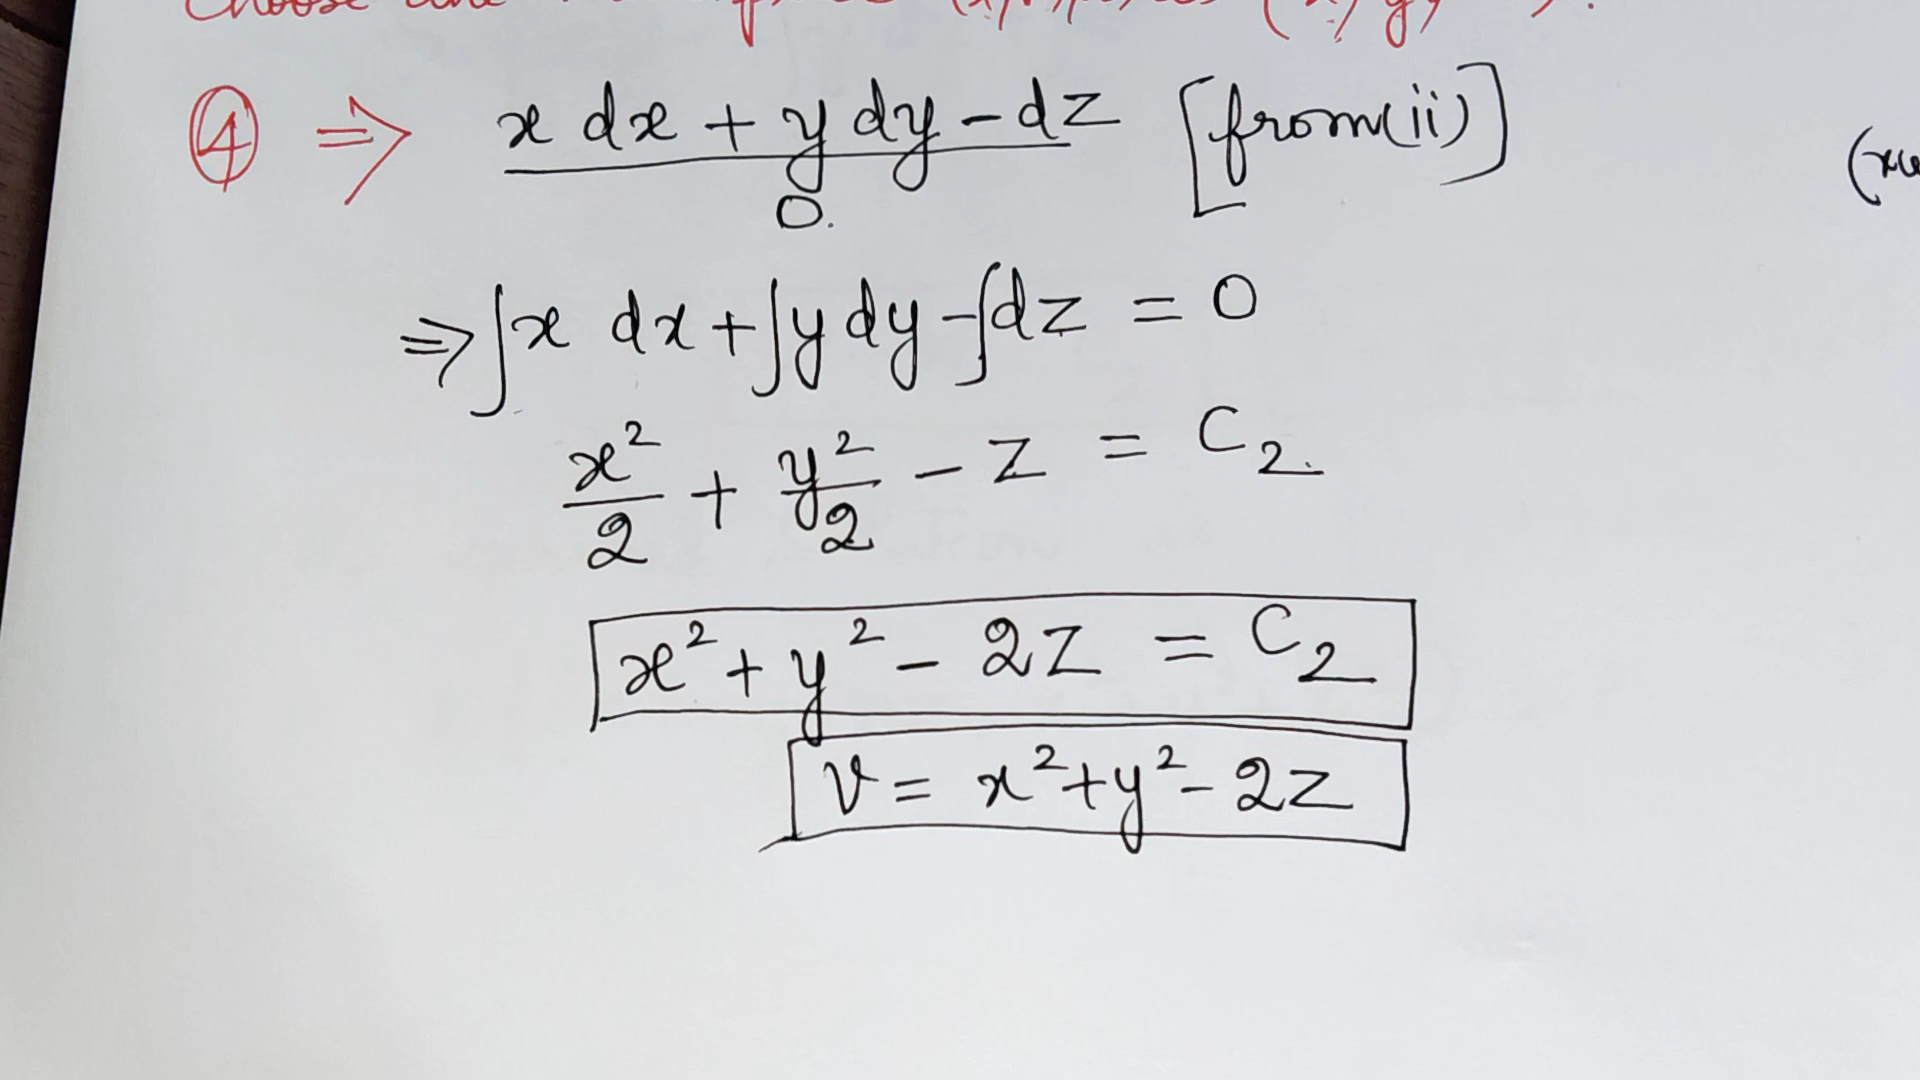 ④ ⇒ x dx + y dy - dz / 0. [from(ii)]
⇒ ∫x dx + ∫y dy - ∫dz = 0
x²/2 + y²/2 - z = C₂.
x² + y² - 2z = C₂
v = x² + y² - 2z